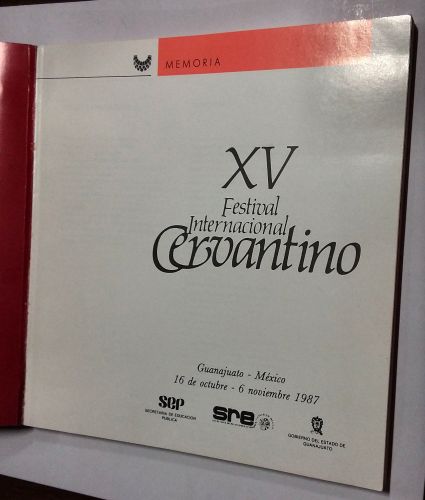 MEMORIA
XV
Festival
Internacional
Cervantino
Guanajuato - México
16 de octubre - 6 noviembre 1987
SEP
SECRETARIA DE EDUCACION
PUBLICA
sre
GOBIERNO DEL ESTADO DE
GUANAJUATO